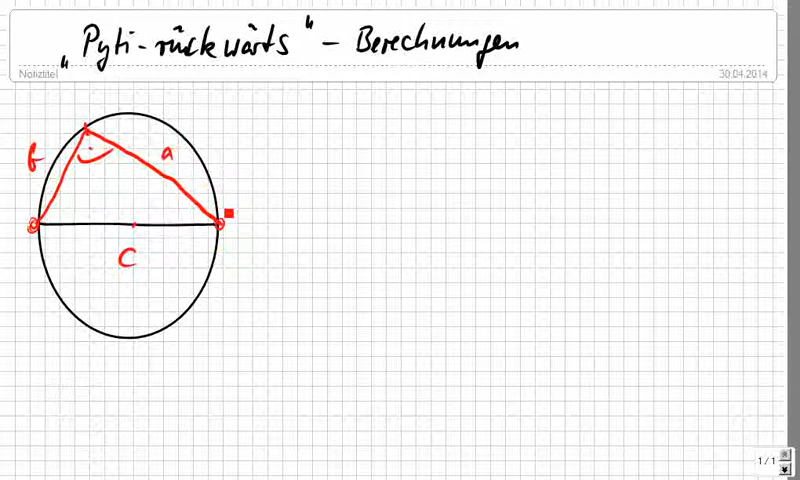 „Pyti-rückwärts" - Berechnungen
Notiztitel
30.04.2014
b
a
C
1/1